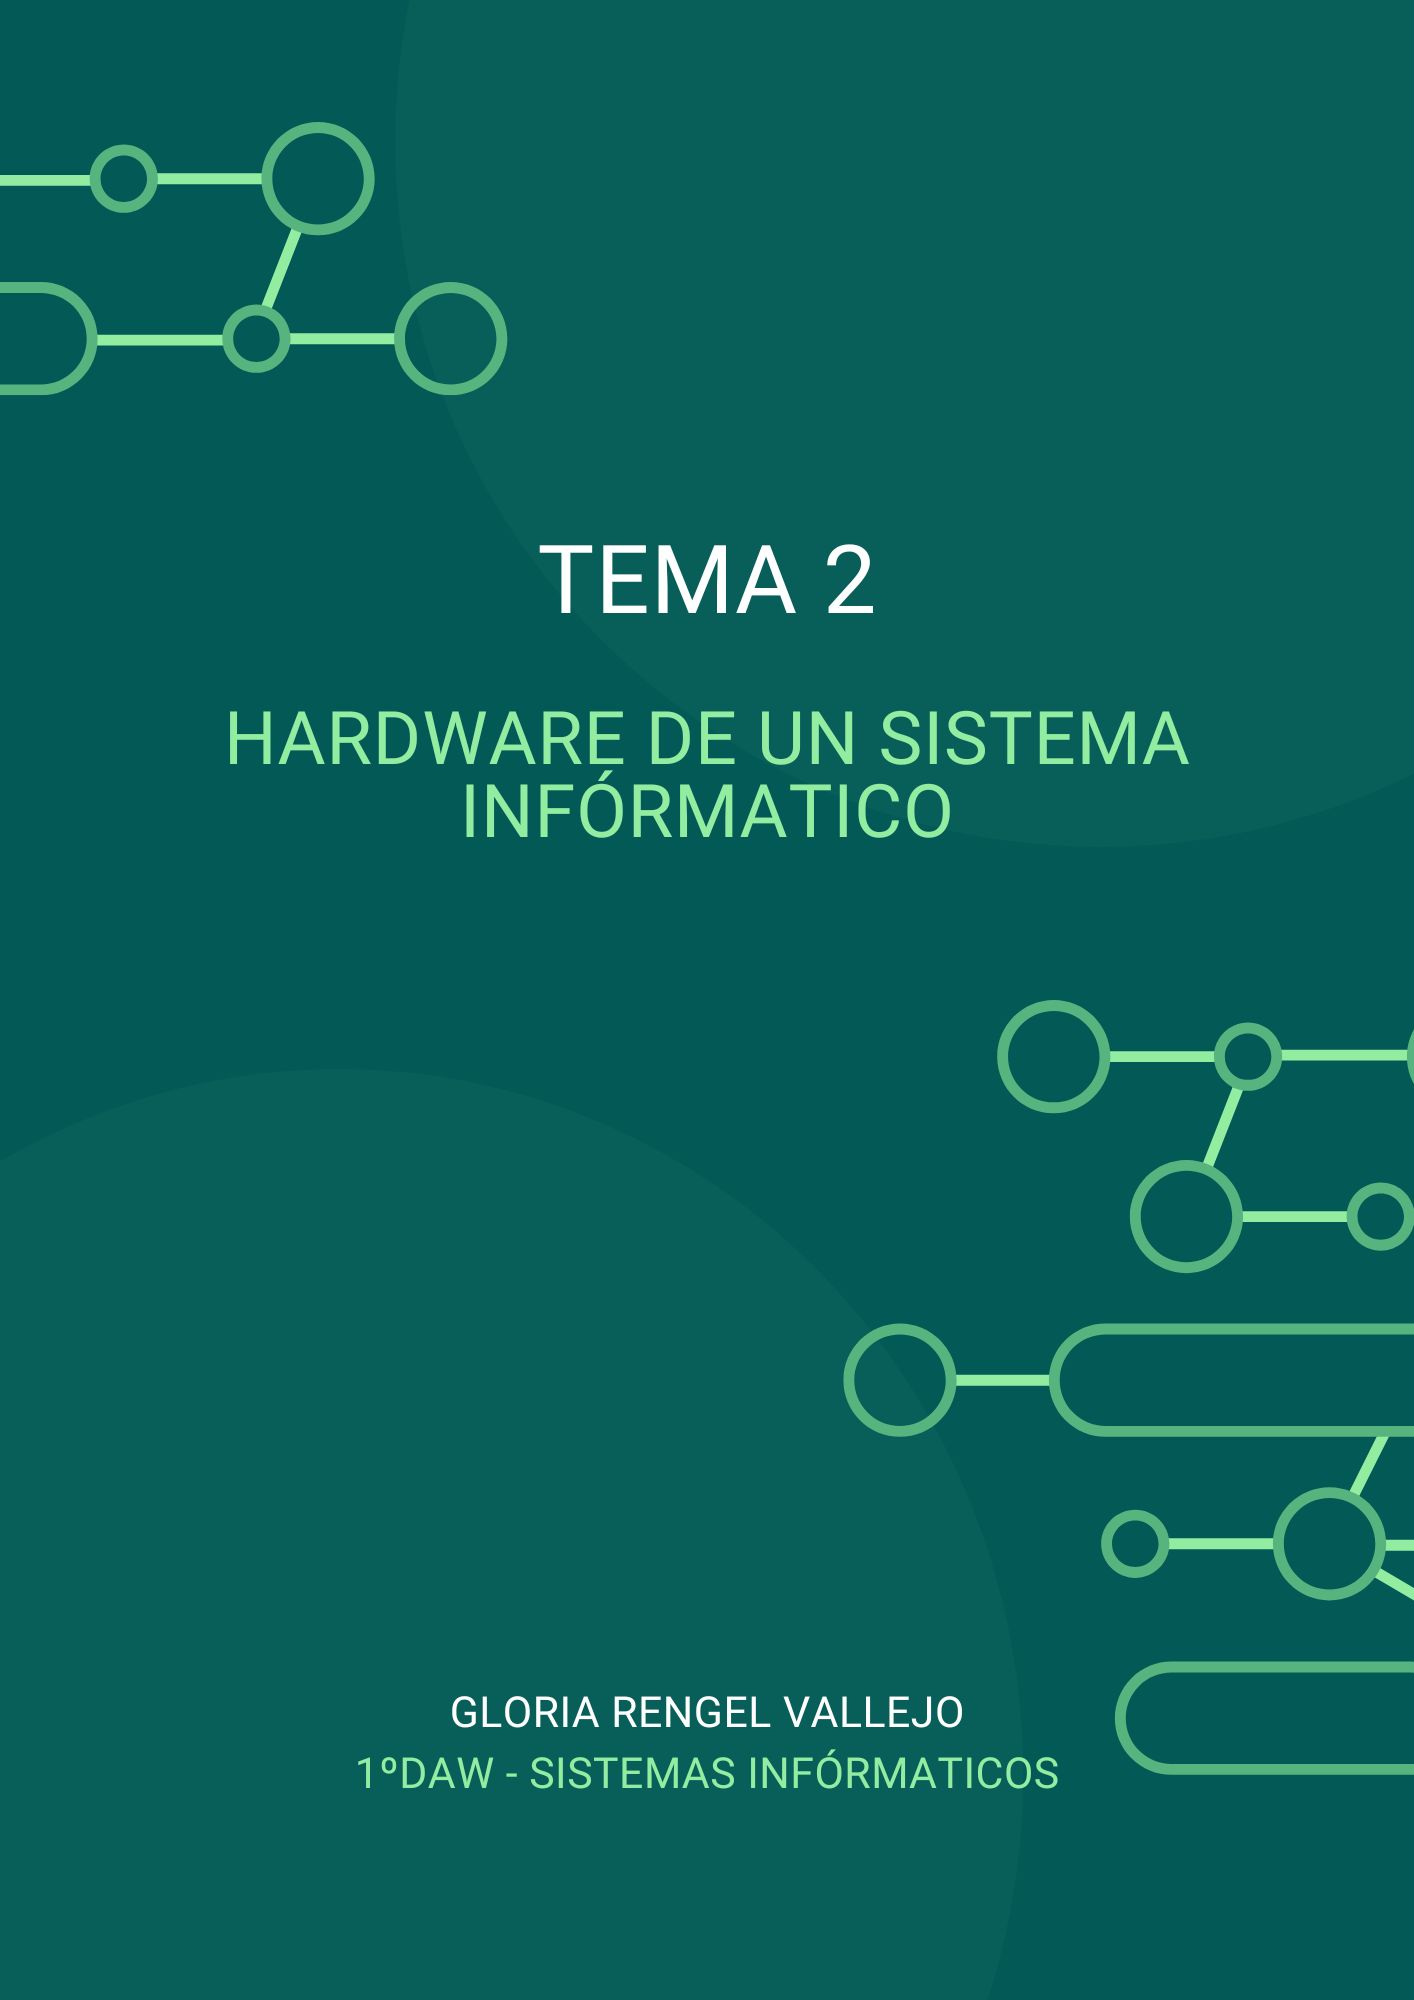 TEMA 2
HARDWARE DE UN SISTEMA
INFÓRMATICO
GLORIA RENGEL VALLEJO
1ºDAW - SISTEMAS INFÓRMATICOS